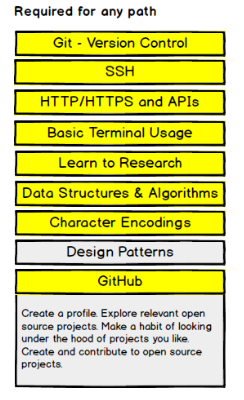 Required for any path
Git - Version Control
SSH
HTTP/HTTPS and APIs
Basic Terminal Usage
Learn to Research
Data Structures & Algorithms
Character Encodings
Design Patterns
GitHub
Create a profile. Explore relevant open
source projects. Make a habit of looking
under the hood of projects you like.
Create and contribute to open source
projects.